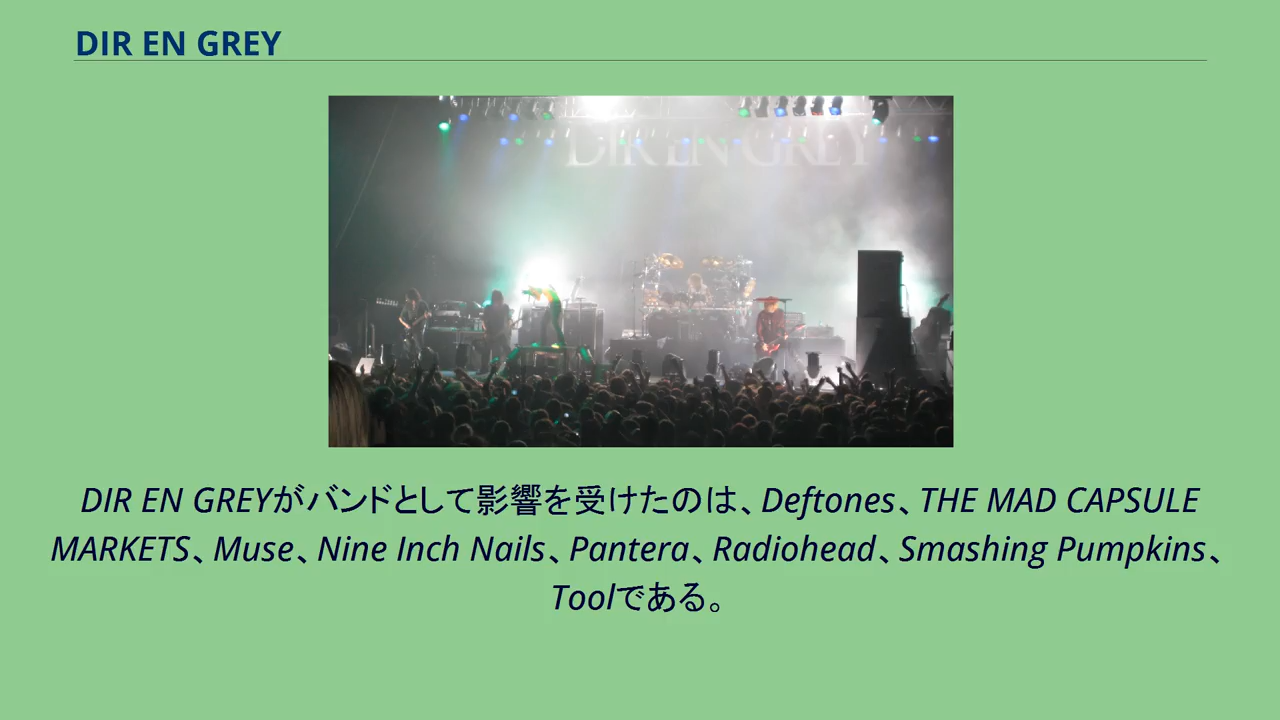 DIR EN GREY
DIR EN GREY
DIR EN GREYがバンドとして影響を受けたのは、Deftones、THE MAD CAPSULE
MARKETS、Muse、Nine Inch Nails、Pantera、Radiohead、Smashing Pumpkins、
Toolである。